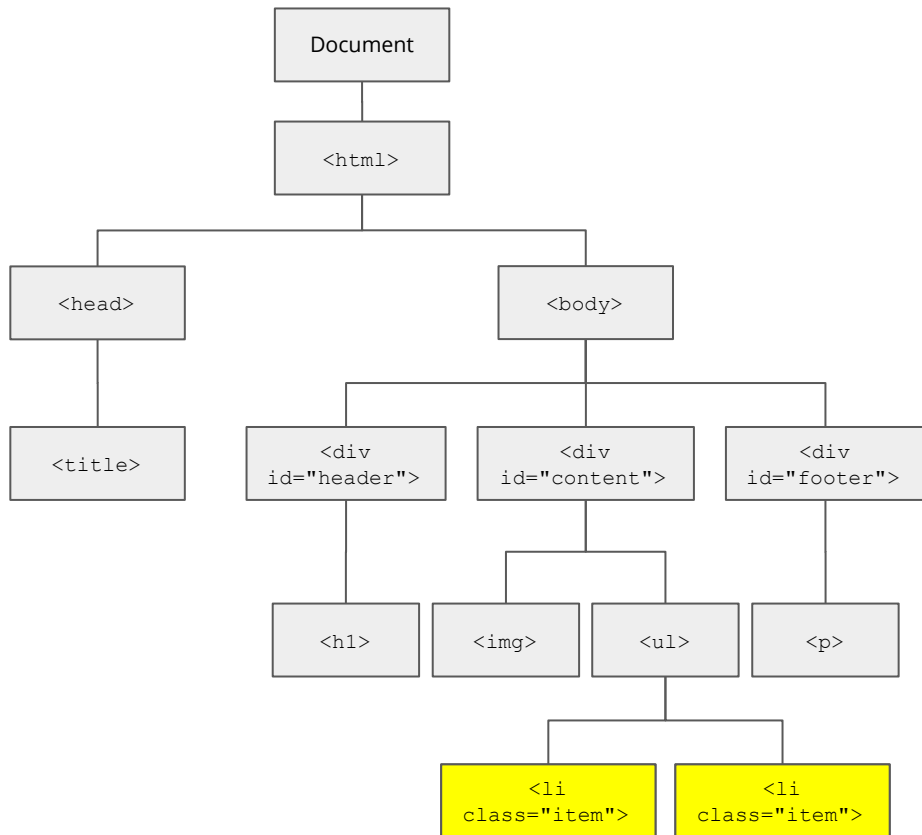 Document
<html>
<head>
<body>
<title>
<div
id="header">
<div
id="content">
<div
id="footer">
<h1>
<img>
<ul>
<p>
<li
class="item">
<li
class="item">